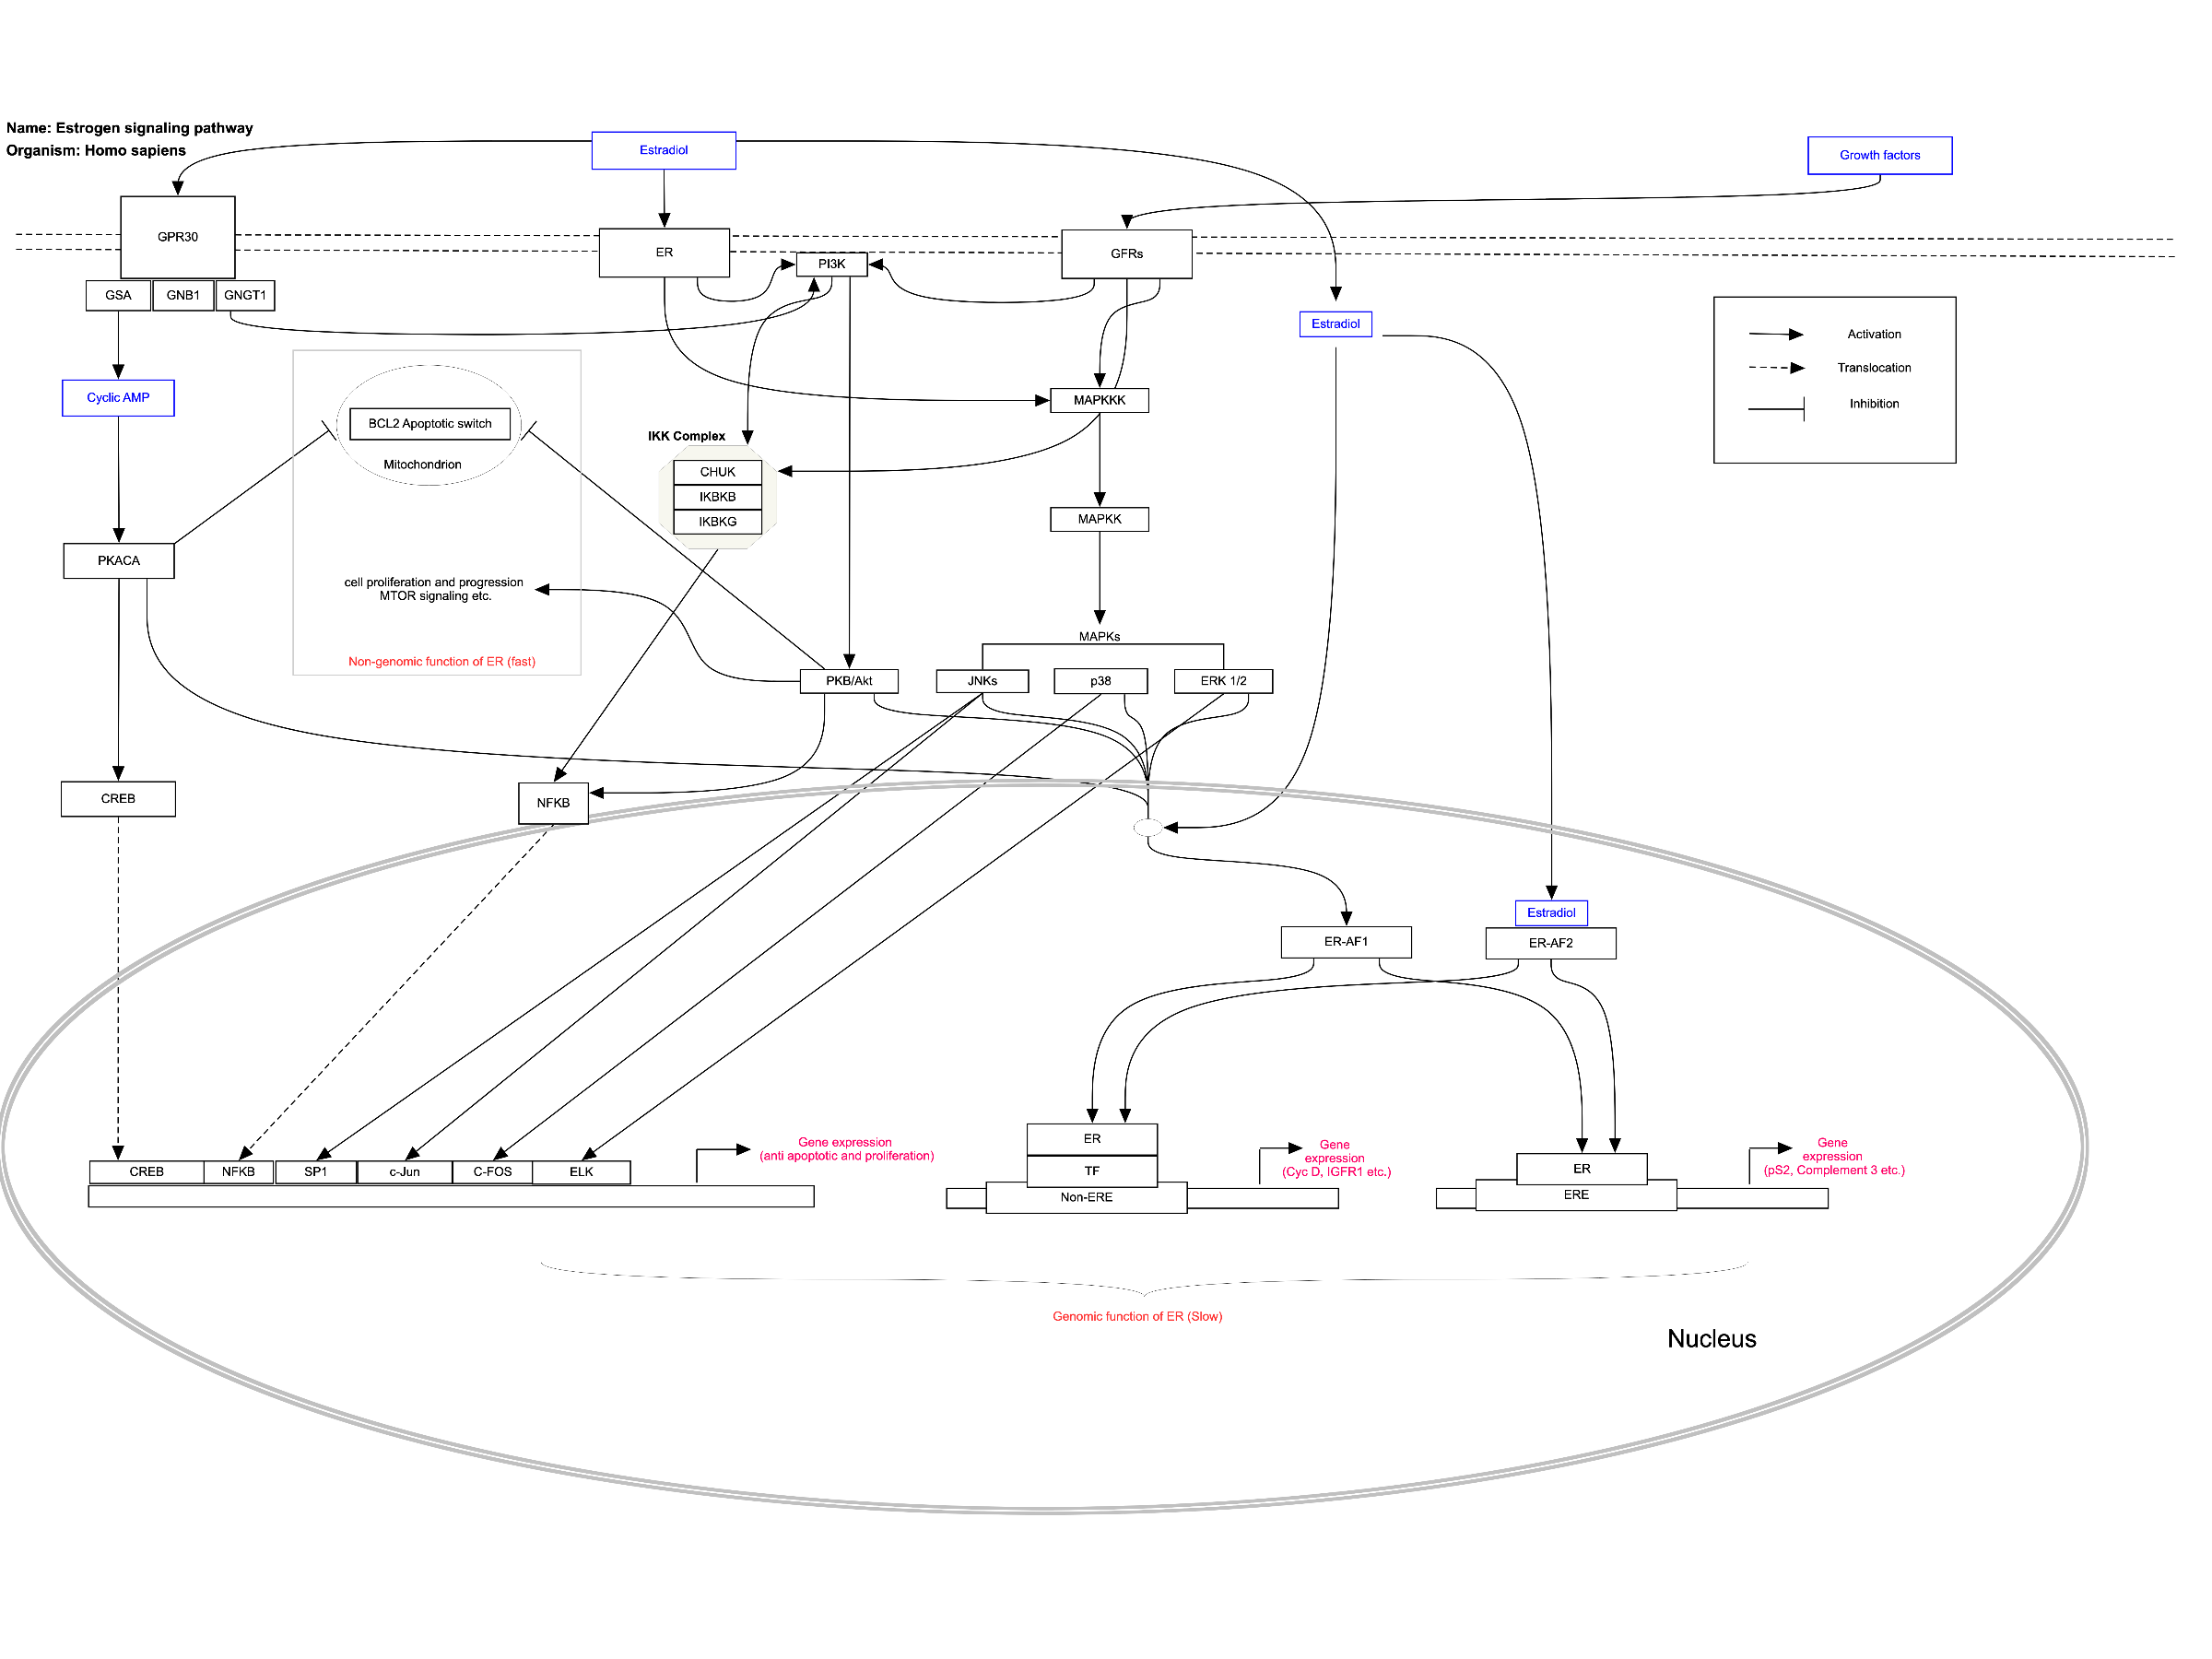 Name: Estrogen signaling pathway
Organism: Homo sapiens
Estradiol
Growth factors
GPR30
ER
PI3K
GFRs
GSA
GNB1
GNGT1
Estradiol
Activation
Translocation
Inhibition
Cyclic AMP
MAPKKK
BCL2 Apoptotic switch
Mitochondrion
IKK Complex
CHUK
IKBKB
IKBKG
MAPKK
PKACA
cell proliferation and progression
MTOR signaling etc.
MAPKs
Non-genomic function of ER (fast)
PKB/Akt
JNKs
p38
ERK 1/2
CREB
NFKB
Estradiol
ER-AF1
ER-AF2
Gene expression
(anti apoptotic and proliferation)
ER
Gene
expression
(Cyc D, IGFR1 etc.)
Gene
expression
(pS2, Complement 3 etc.)
CREB
NFKB
SP1
c-Jun
C-FOS
ELK
TF
ER
Non-ERE
ERE
Genomic function of ER (Slow)
Nucleus